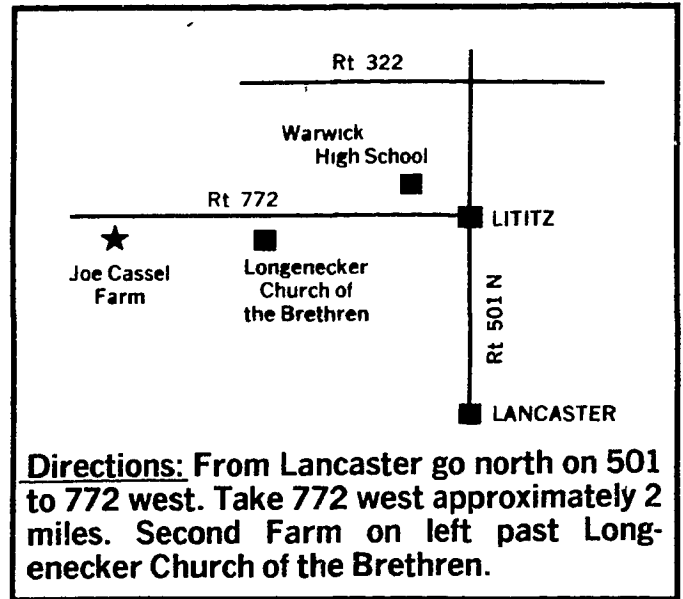 Rt 322
Warwick
High School
Rt 772
LITITZ
Joe Cassel
Farm
Longenecker
Church of
the Brethren
Rt 501 N
LANCASTER
Directions: From Lancaster go north on 501
to 772 west. Take 772 west approximately 2
miles. Second Farm on left past Long-
enecker Church of the Brethren.